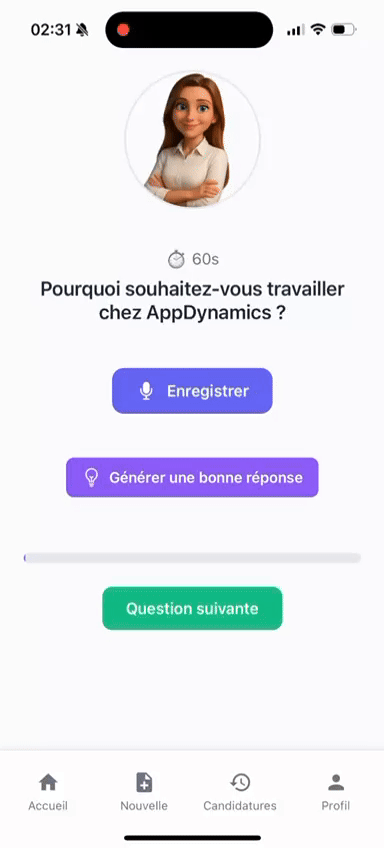 02:31
60s
Pourquoi souhaitez-vous travailler
chez AppDynamics ?
Enregistrer
Générer une bonne réponse
Question suivante
Accueil
Nouvelle
Candidatures
Profil